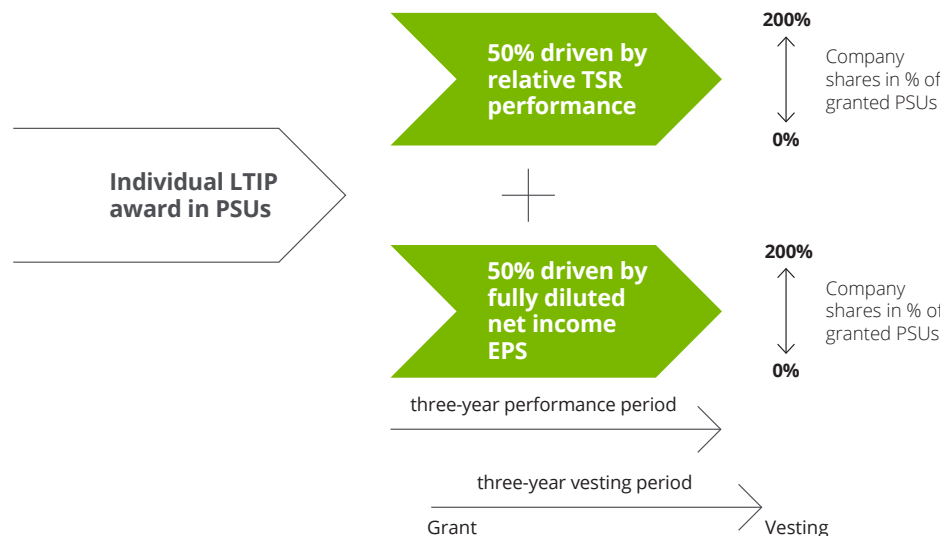 Individual LTIP
award in PSUs
50% driven by
relative TSR
performance
200%
0%
Company
shares in % of
granted PSUs
50% driven by
fully diluted
net income
EPS
200%
0%
Company
shares in % of
granted PSUs
three-year performance period
three-year vesting period
Grant
Vesting